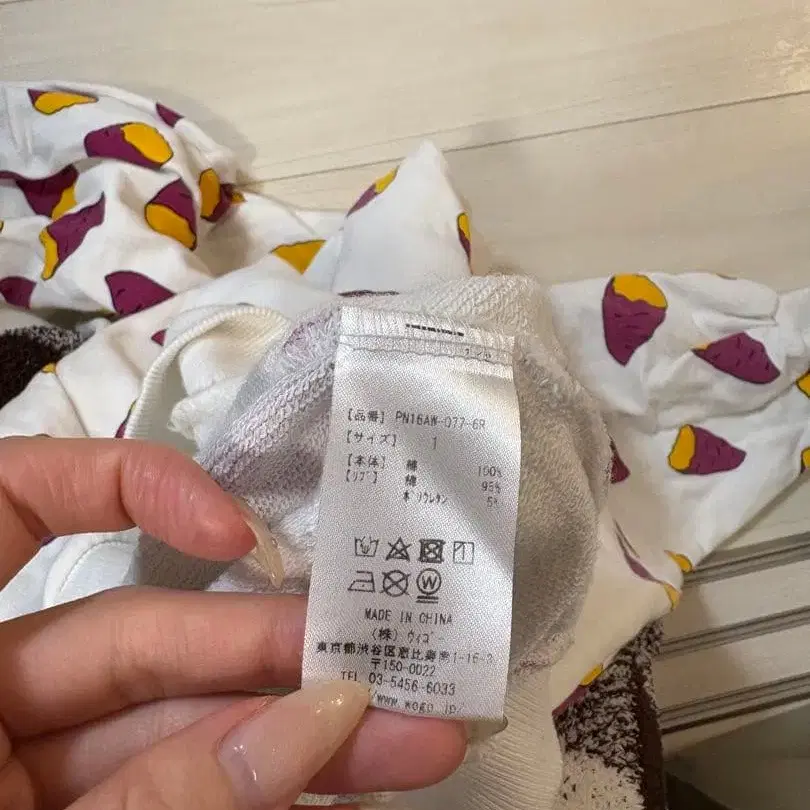 【品番】 PN16AW-077-6R
【サイズ】 1
【本体】 綿 100%
【リブ】 綿 95%
ポリウレタン 5%
MADE IN CHINA
(株) ウィゴー
東京都渋谷区恵比寿南1-16-3
〒150-0022
TEL 03-5456-6033
//www.wego.jp/